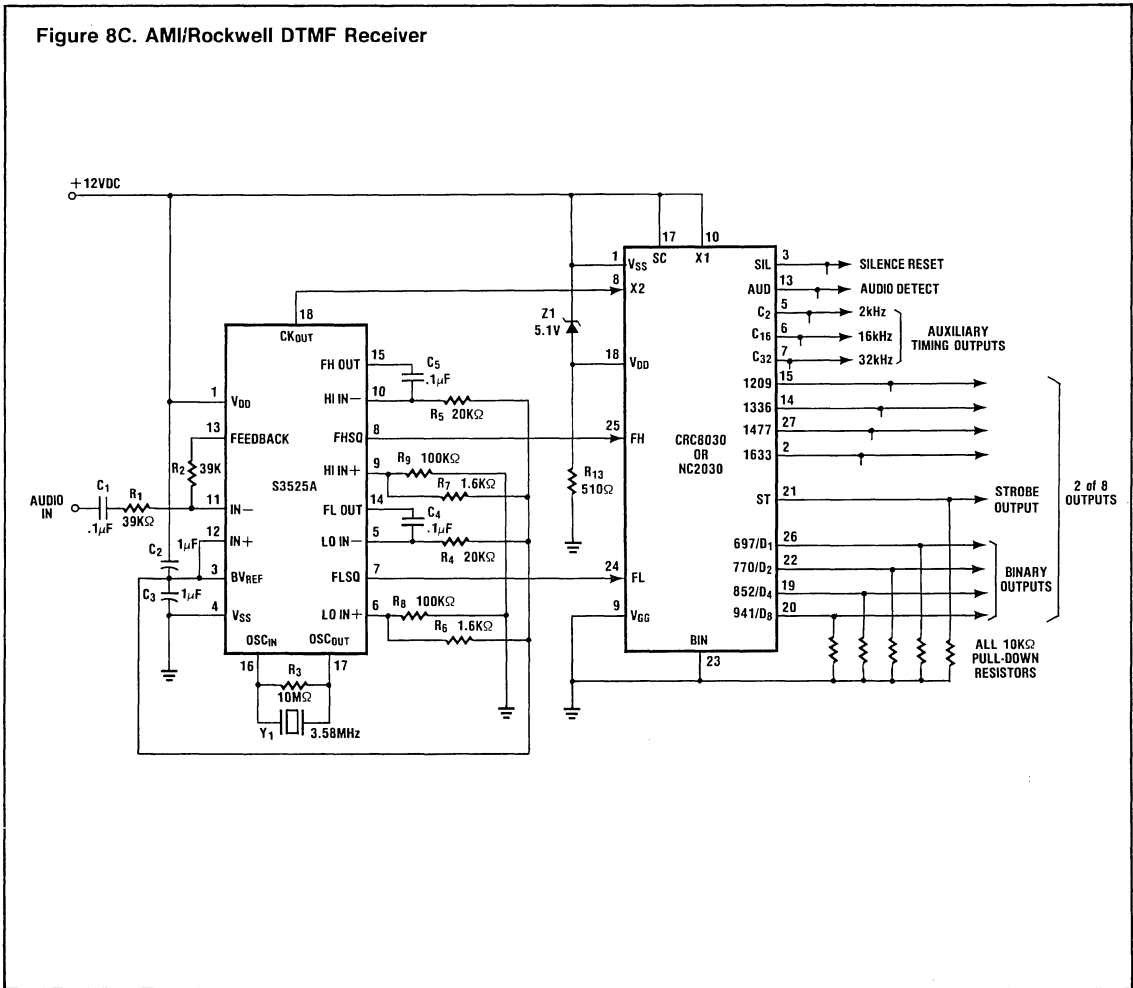 Figure 8C. AMI/Rockwell DTMF Receiver
+12VDC
17
10
1
VSS
SC
X1
SIL
3
SILENCE RESET
8
X2
AUD
13
AUDIO DETECT
C2
5
2kHz
C16
6
16kHz
C32
7
32kHz
AUXILIARY
TIMING OUTPUTS
18
CKOUT
Z1
5.1V
18
VDD
FH OUT
15
C5
.1µF
1209
15
1
VDD
HI IN−
10
R5 20KΩ
1336
14
13
FEEDBACK
FHSQ
8
25
FH
1477
27
CRC8030
OR
NC2030
1633
2
R2
39K
HI IN+
9
R9 100KΩ
R7 1.6KΩ
S3525A
R13
510Ω
ST
21
STROBE
OUTPUT
2 of 8
OUTPUTS
AUDIO
IN
C1
.1µF
R1
39KΩ
11
IN−
FL OUT
14
C4
.1µF
12
IN+
LO IN−
5
R4 20KΩ
697/D1
26
C2
1µF
3
BVREF
FLSQ
7
24
FL
770/D2
22
BINARY
OUTPUTS
C3
1µF
4
VSS
LO IN+
6
R8 100KΩ
R6 1.6KΩ
852/D4
19
9
VGG
941/D8
20
OSCIN
OSCOUT
BIN
23
16
17
R3
10MΩ
ALL 10KΩ
PULL-DOWN
RESISTORS
Y1
3.58MHz